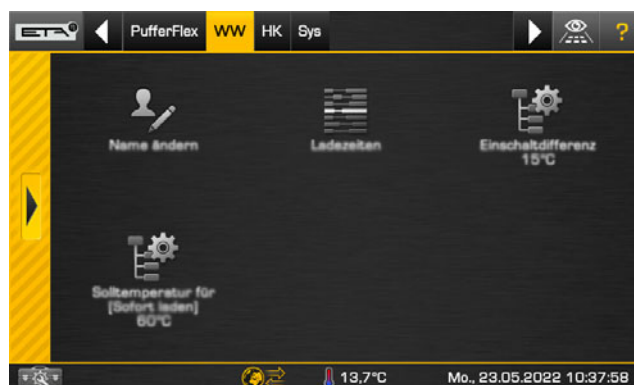 ETA
PufferFlex
WW
HK
Sys
?
Name ändern
Ladezeiten
Einschaltdifferenz
15°C
Solltemperatur für
[Sofort laden]
60°C
13,7°C
Mo., 23.05.2022 10:37:58